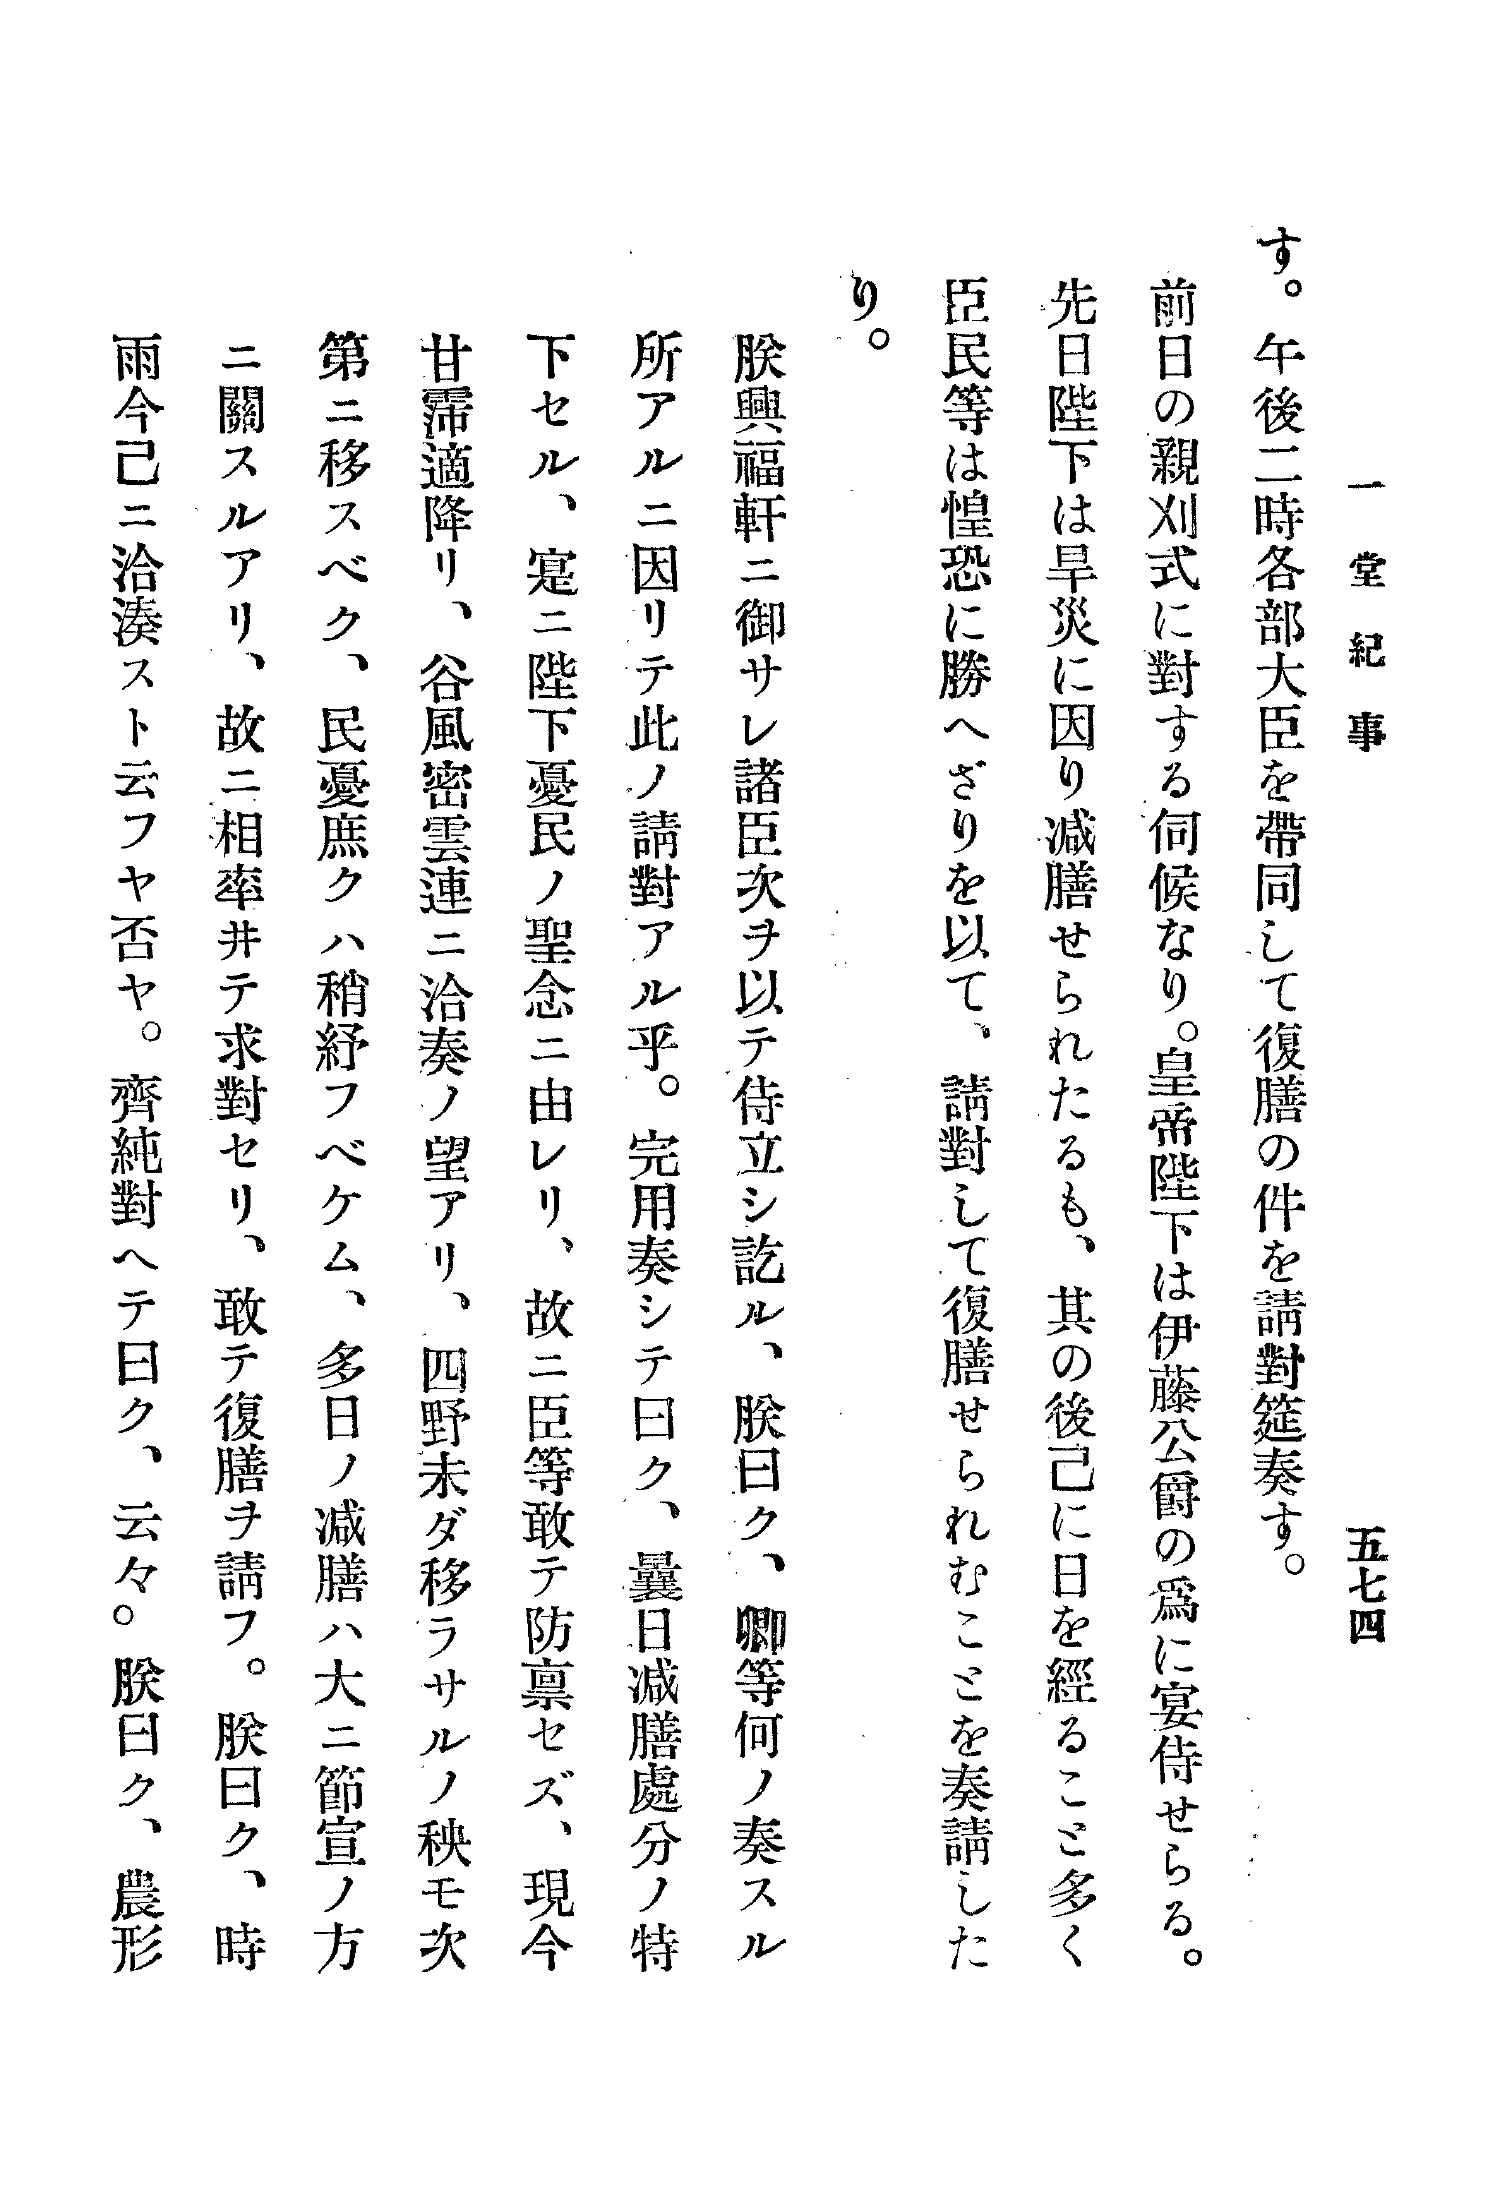 一堂紀事　五七四
す。午後二時各部大臣を帶同して復膳の件を請對筵奏す。
前日の親刈式に對する伺候なり。皇帝陛下は伊藤公爵の爲に宴侍せらる。
先日陛下は旱災に因り减膳せられたるも、其の後己に日を經ること多く
臣民等は惶恐に勝へざりを以て、請對して復膳せられむことを奏請した
り。
朕興福軒ニ御サレ諸臣次ヲ以テ侍立シ訖ル、朕曰ク、卿等何ノ奏スル
所アルニ因リテ此ノ請對アル乎。完用奏シテ曰ク、曩日减膳處分ノ特
下セル、寔ニ陛下憂民ノ聖念ニ由レリ、故ニ臣等敢テ防禀セズ、現今
甘霈適降リ、谷風密雲連ニ洽奏ノ望アリ、四野未ダ移ラサルノ秧モ次
第ニ移スベク、民憂庶クハ稍紓フベケム、多日ノ减膳ハ大ニ節宣ノ方
ニ關スルアリ、故ニ相率井テ求對セリ、敢テ復膳ヲ請フ。朕曰ク、時
雨今己ニ洽湊スト云フヤ否ヤ。齊純對ヘテ曰ク、云々。朕曰ク、農形